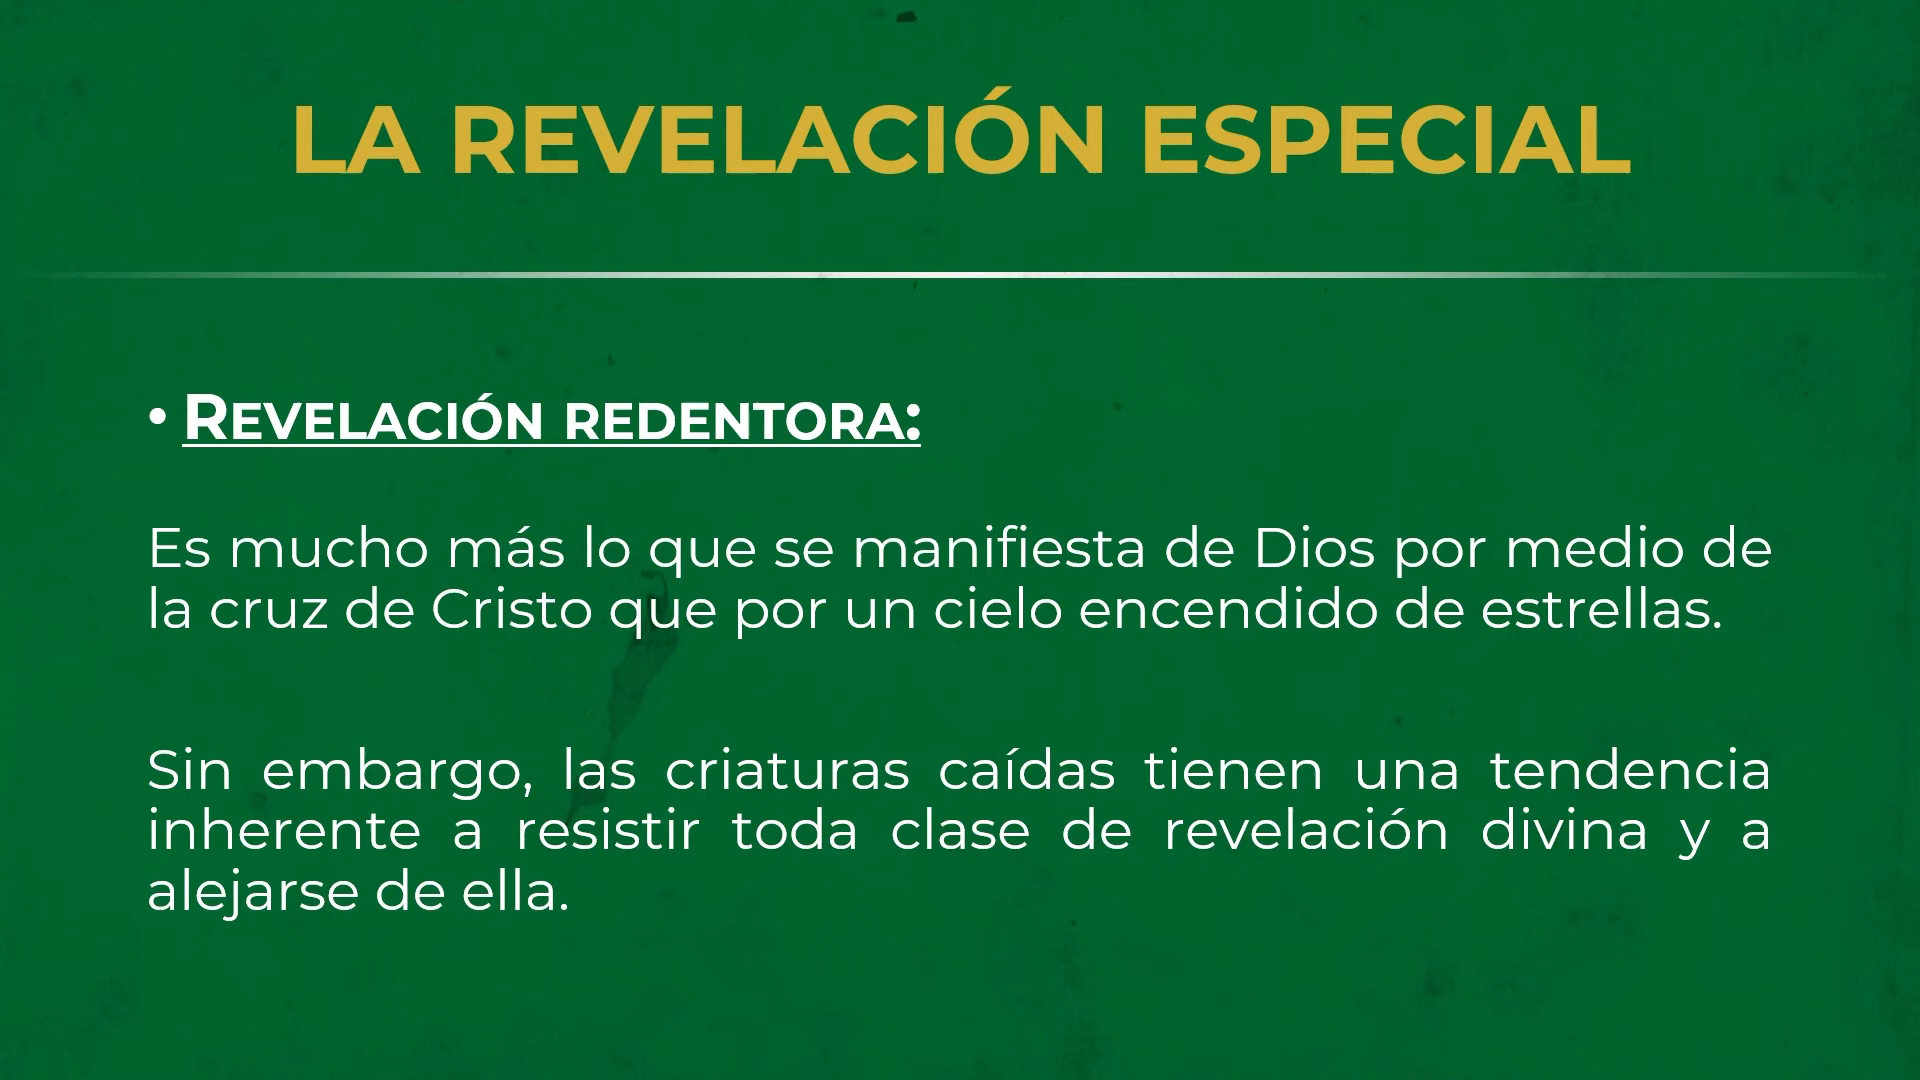 LA REVELACIÓN ESPECIAL
• REVELACIÓN REDENTORA:
Es mucho más lo que se manifiesta de Dios por medio de
la cruz de Cristo que por un cielo encendido de estrellas.
Sin embargo, las criaturas caídas tienen una tendencia
inherente a resistir toda clase de revelación divina y a
alejarse de ella.